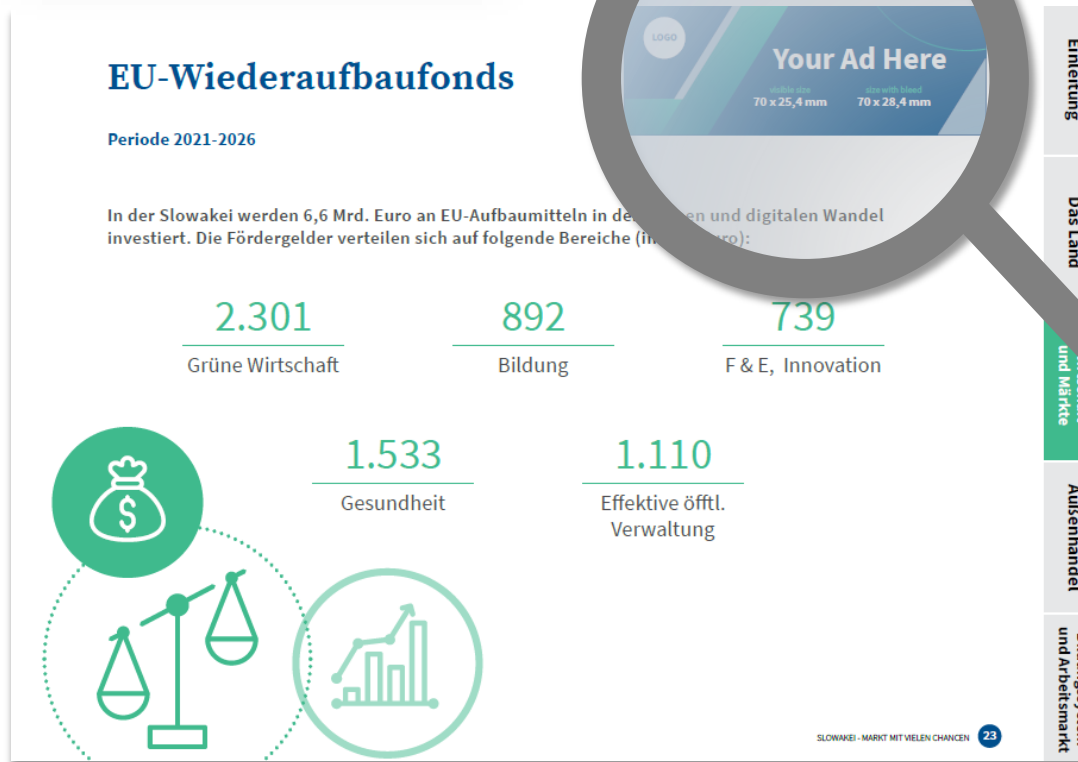 EU-Wiederaufbaufonds
Periode 2021-2026
LOGO
Your Ad Here
visible size
70 x 25,4 mm
size with bleed
70 x 28,4 mm
In der Slowakei werden 6,6 Mrd. Euro an EU-Aufbaumitteln in und digitalen Wandel
investiert. Die Fördergelder verteilen sich auf folgende Bereiche
2.301
Grüne Wirtschaft
892
Bildung
739
F & E, Innovation
1.533
Gesundheit
1.110
Effektive öfftl.
Verwaltung
Einleitung
Das Land
und Märkte
Außenhandel
und Arbeitsmarkt
SLOWAKEI - MARKT MIT VIELEN CHANCEN 23